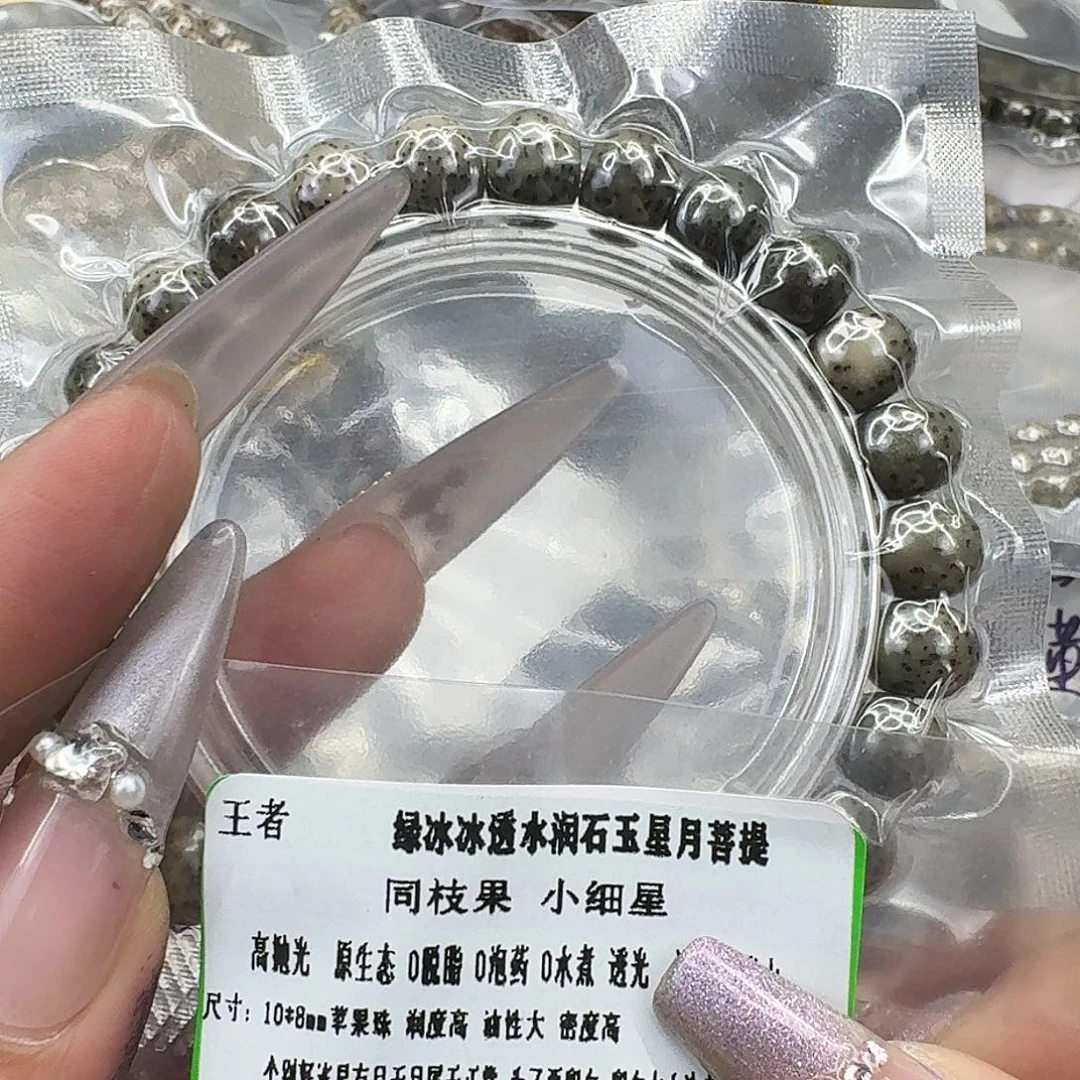 王者
绿冰冰透水润石玉星月菩提
同枝果 小细星
高抛光 原生态 0脱脂 0泡药 0水煮 透光
尺寸：10*8mm苹果珠 润度高 油性大 密度高